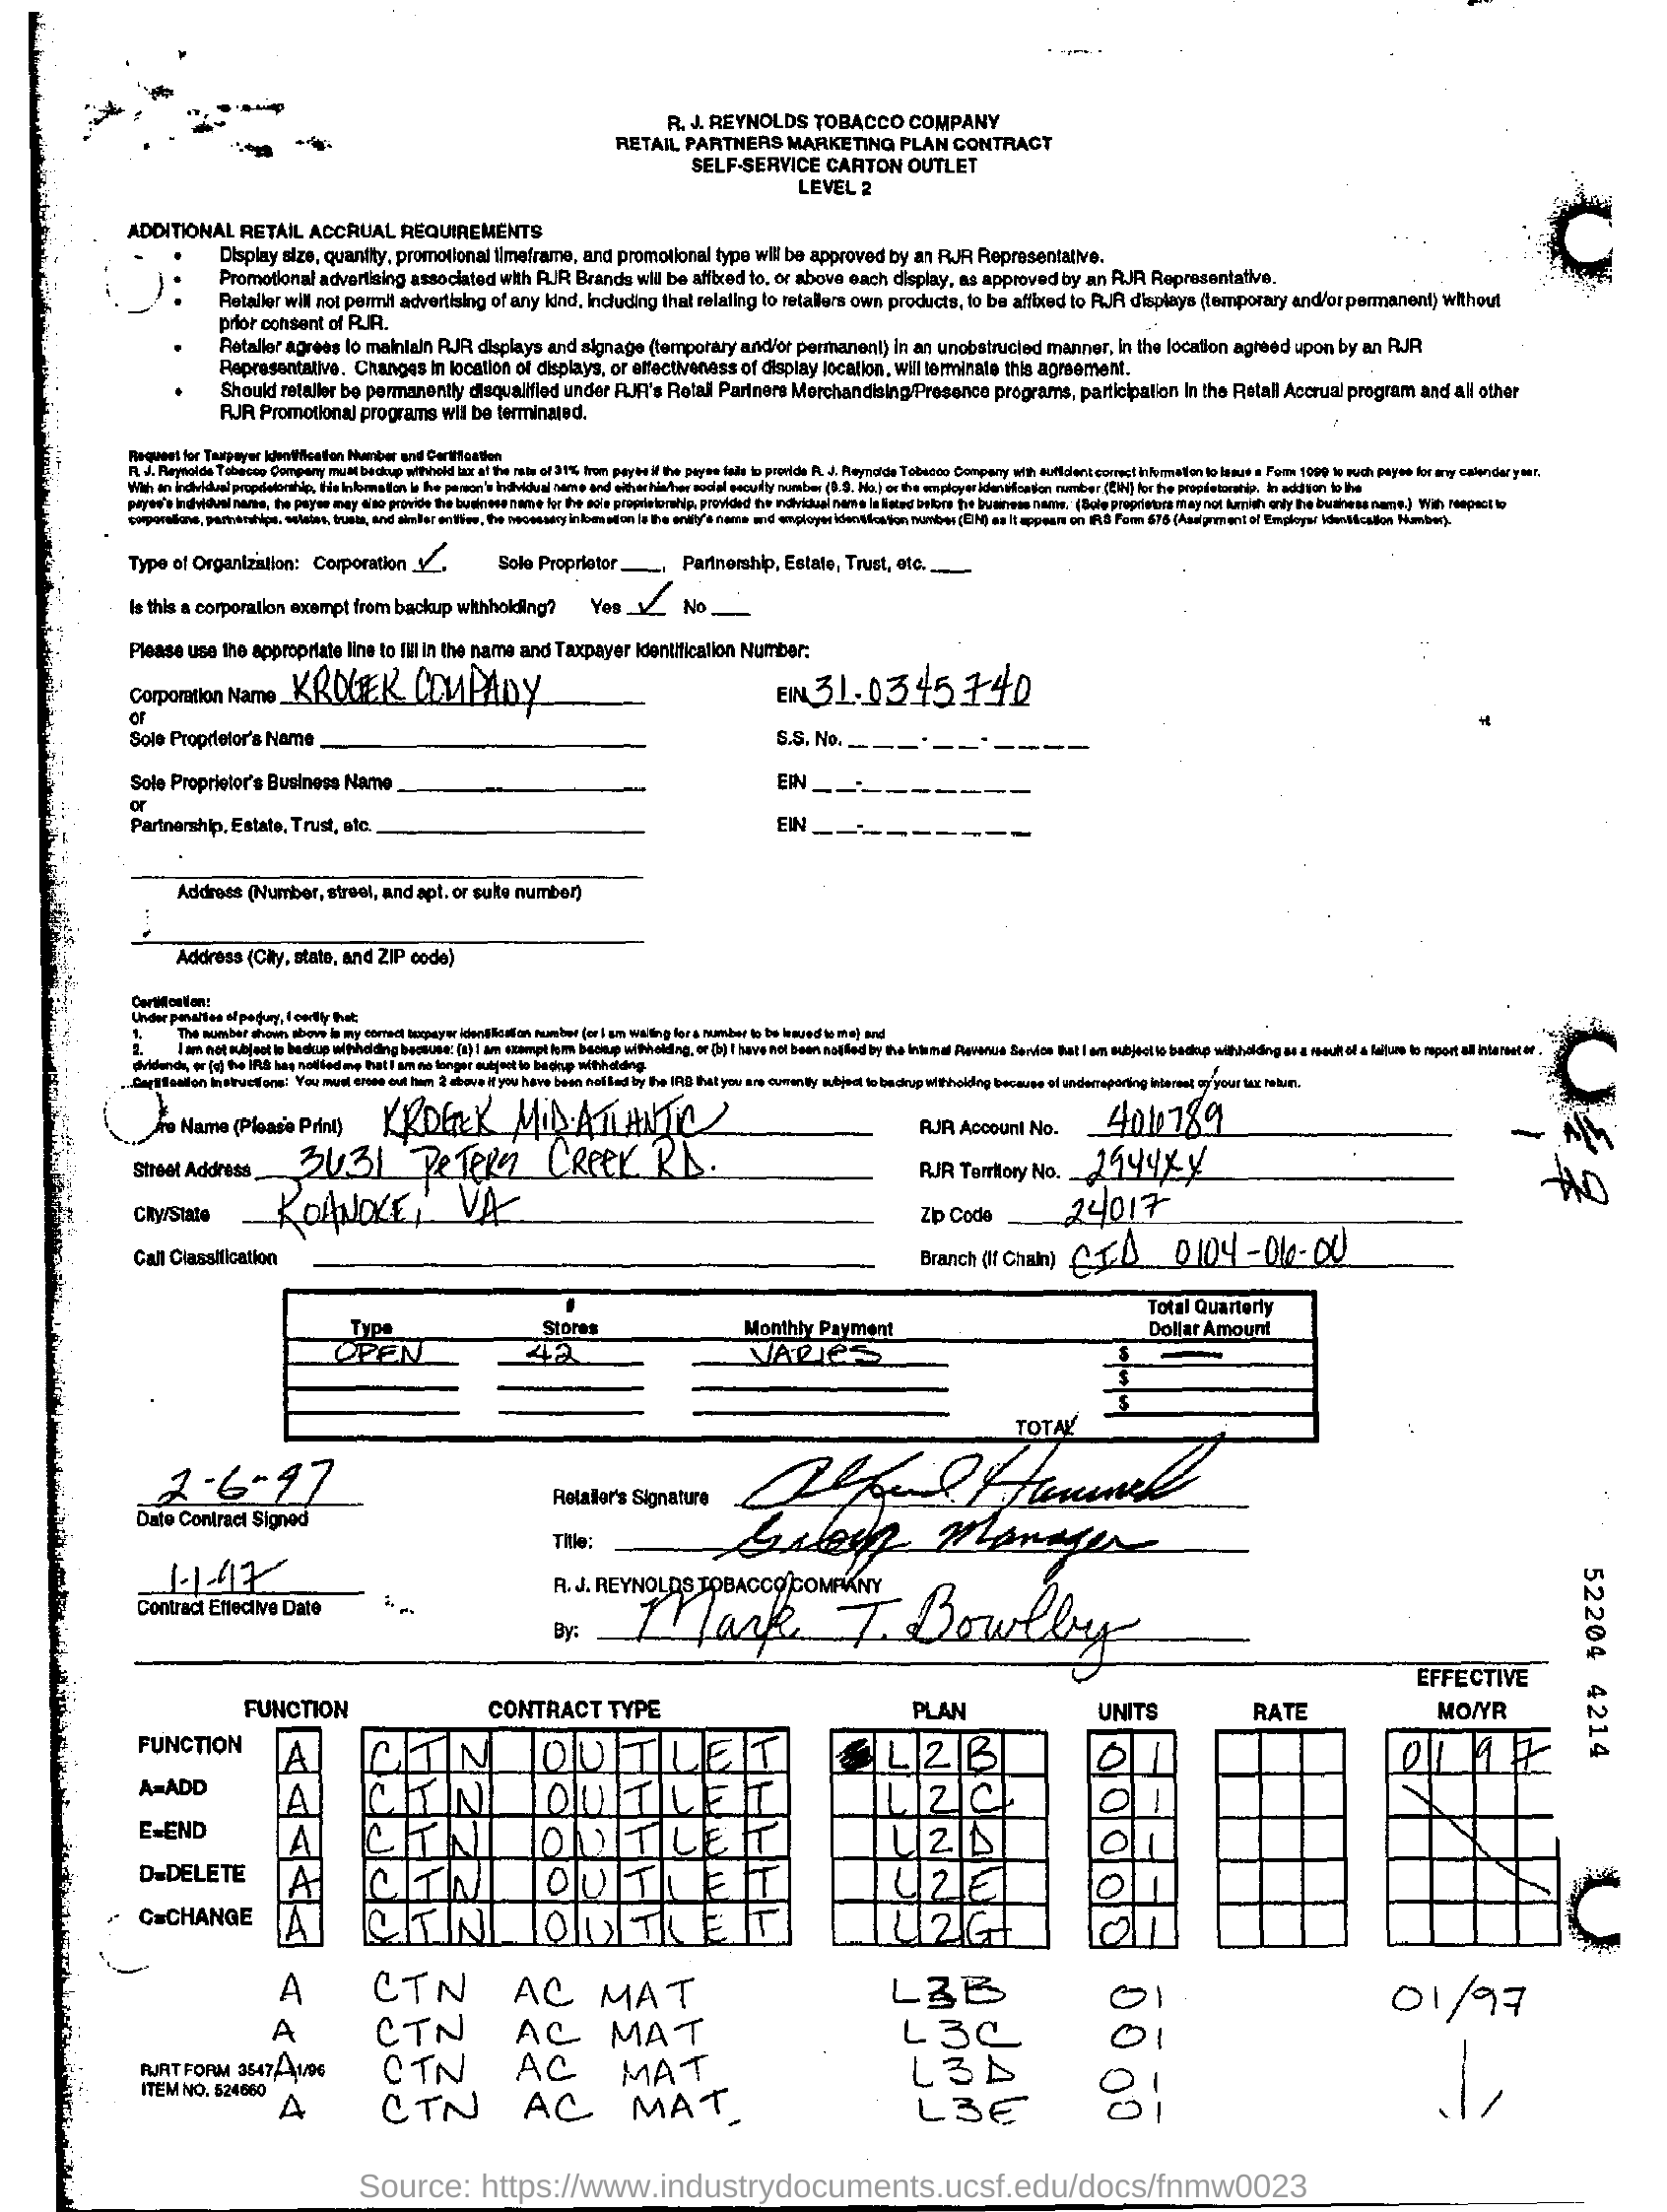 R. J. REYNOLDS TOBACCO COMPANY
RETAIL PARTNERS MARKETING PLAN CONTRACT
SELF-SERVICE CARTON OUTLET
LEVEL 2
ADDITIONAL RETAIL ACCRUAL REQUIREMENTS
• Display size, quantity, promotional timeframe, and promotional type will be approved by an RJR Representative.
• Promotional advertising associated with RJR Brands will be affixed to, or above each display, as approved by an RJR Representative.
• Retailer will not permit advertising of any kind, including that relating to retailers own products, to be affixed to RJR displays (temporary and/or permanent) without
prior consent of RJR.
• Retailer agrees to maintain RJR displays and signage (temporary and/or permanent) in an unobstructed manner, in the location agreed upon by an RJR
Representative. Changes in location of displays, or effectiveness of display location, will terminate this agreement.
• Should retailer be permanently disqualified under RJR's Retail Partners Merchandising/Presence programs, participation in the Retail Accrual program and all other
RJR Promotional programs will be terminated.
Request for Taxpayer Identification Number and Certification
R. J. Reynolds Tobacco Company must backup withhold tax at the rate of 31% from payee if the payee fails to provide R. J. Reynolds Tobacco Company with sufficient correct information to issue a Form 1099 to such payee for any calendar year.
With an individual proprietorship, this information is the person's individual name and either his/her social security number (S.S. No.) or the employer identification number (EIN) for the proprietorship. In addition to the
payee's individual name, the payee may also provide the business name for the sole proprietorship, provided the individual name is listed before the business name. (Sole proprietors may not furnish only the business name.) With respect to
corporations, partnerships, estates, trusts, and similar entities, the necessary information is the entity's name and employer identification number (EIN) as it appears on IRS Form 575 (Assignment of Employer Identification Number).
Type of Organization: Corporation ✓. Sole Proprietor ___, Partnership, Estate, Trust, etc. ___
Is this a corporation exempt from backup withholding? Yes ✓ No ___
Please use the appropriate line to fill in the name and Taxpayer Identification Number:
Corporation Name KROGER COMPANY EIN 31-0345740
or
Sole Proprietor's Name S.S. No.
Sole Proprietor's Business Name EIN
or
Partnership, Estate, Trust, etc. EIN
Address (Number, street, and apt. or suite number)
Address (City, state, and ZIP code)
Certification:
Under penalties of perjury, I certify that:
1. The number shown above is my correct taxpayer identification number (or I am waiting for a number to be issued to me) and
2. I am not subject to backup withholding because: (a) I am exempt form backup withholding, or (b) I have not been notified by the Internal Revenue Service that I am subject to backup withholding as a result of a failure to report all interest or
dividends, or (c) the IRS has notified me that I am no longer subject to backup withholding.
Certification Instructions: You must cross out item 2 above if you have been notified by the IRS that you are currently subject to backup withholding because of underreporting interest on your tax return.
Name (Please Print) KROGER MID-ATLANTIC RJR Account No. 406789
Street Address 3631 PETERS CREEK RD. RJR Territory No. 2944XX
City/State ROANOKE, VA Zip Code 24017
Call Classification Branch (If Chain) CID 0104-06-00
Type # Stores Monthly Payment Total Quarterly Dollar Amount
OPEN 42 VARIES $ —
$
$
TOTAL
2-6-97
Date Contract Signed
Retailer's Signature Alfred Hammel
Title: Group Manager
1-1-97
Contract Effective Date
R. J. REYNOLDS TOBACCO COMPANY
By: Mark T. Bowlby
52204 4214
FUNCTION CONTRACT TYPE PLAN UNITS RATE EFFECTIVE MO/YR
FUNCTION A CTN OUTLET L2B 01 0197
A=ADD A CTN OUTLET L2C 01
E=END A CTN OUTLET L2D 01
D=DELETE A CTN OUTLET L2E 01
C=CHANGE A CTN OUTLET L2G 01
A CTN AC MAT L3B 01 01/97
A CTN AC MAT L3C 01
RJRT FORM 3547 A 1/96 CTN AC MAT L3D 01
ITEM NO. 524660
A CTN AC MAT L3E 01
Source: https://www.industrydocuments.ucsf.edu/docs/fnmw0023